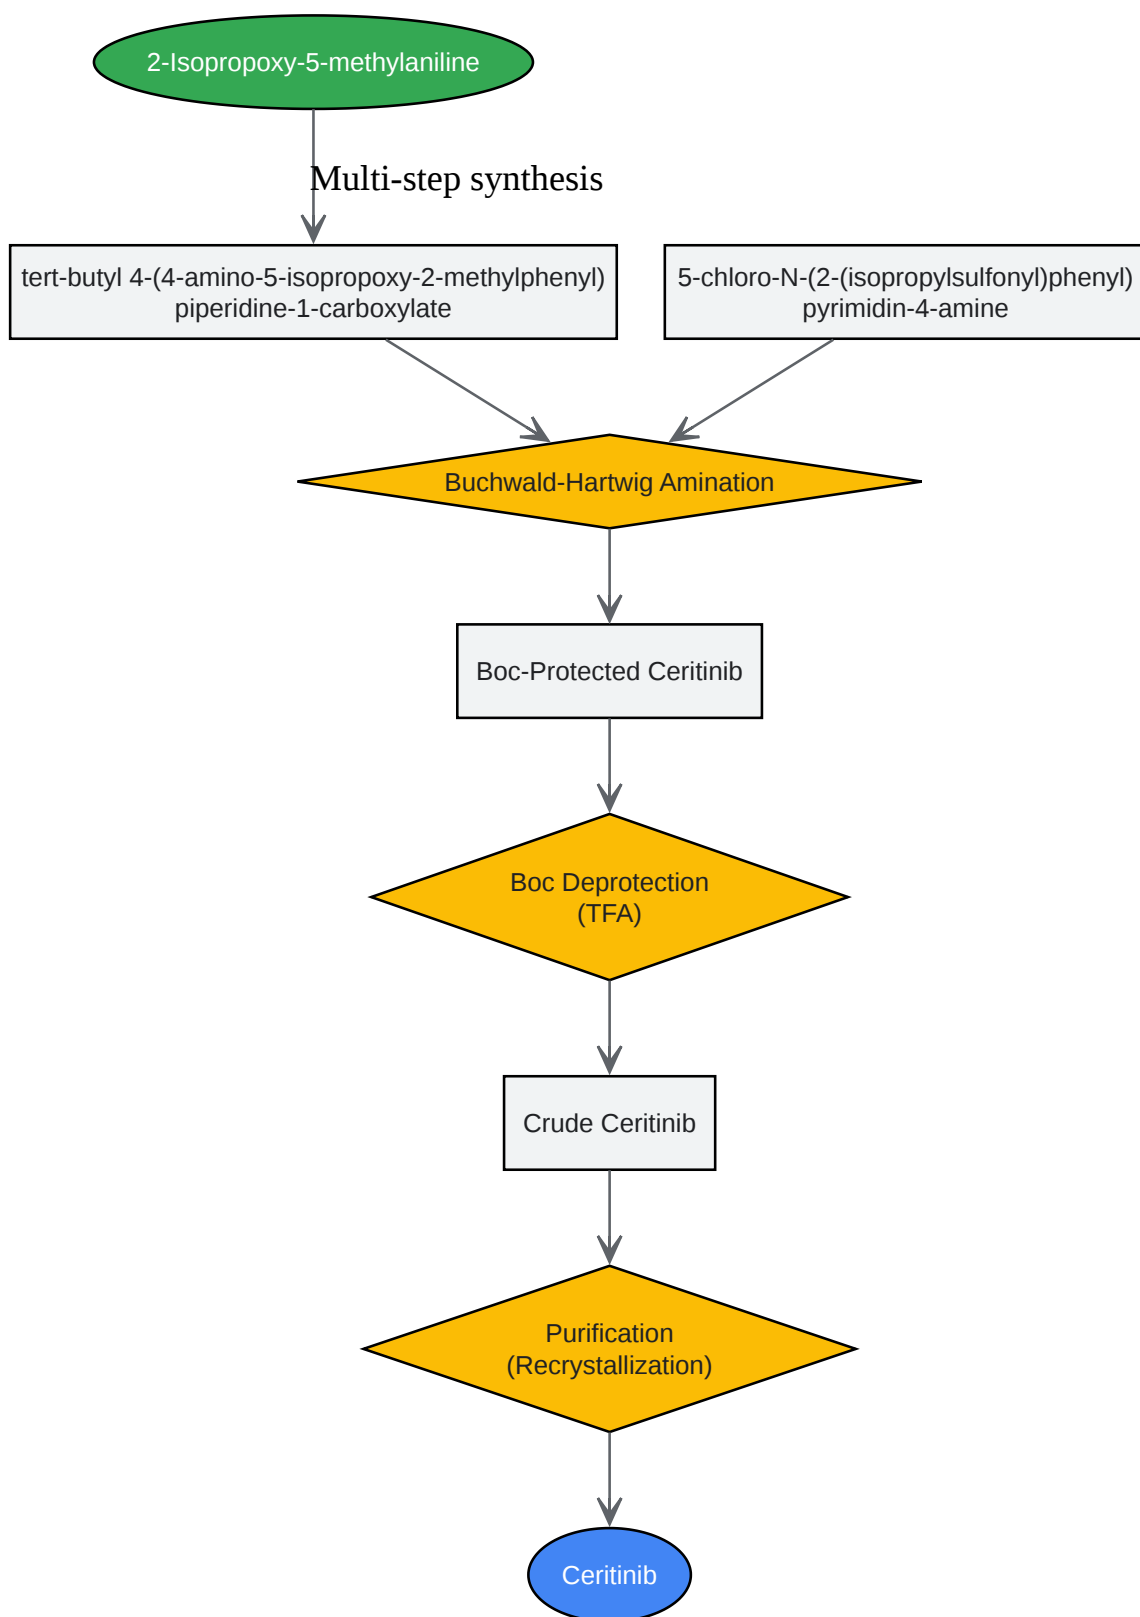 2-Isopropoxy-5-methylaniline
Multi-step synthesis
tert-butyl 4-(4-amino-5-isopropoxy-2-methylphenyl)
piperidine-1-carboxylate
5-chloro-N-(2-(isopropylsulfonyl)phenyl)
pyrimidin-4-amine
Buchwald-Hartwig Amination
Boc-Protected Ceritinib
Boc Deprotection
(TFA)
Crude Ceritinib
Purification
(Recrystallization)
Ceritinib